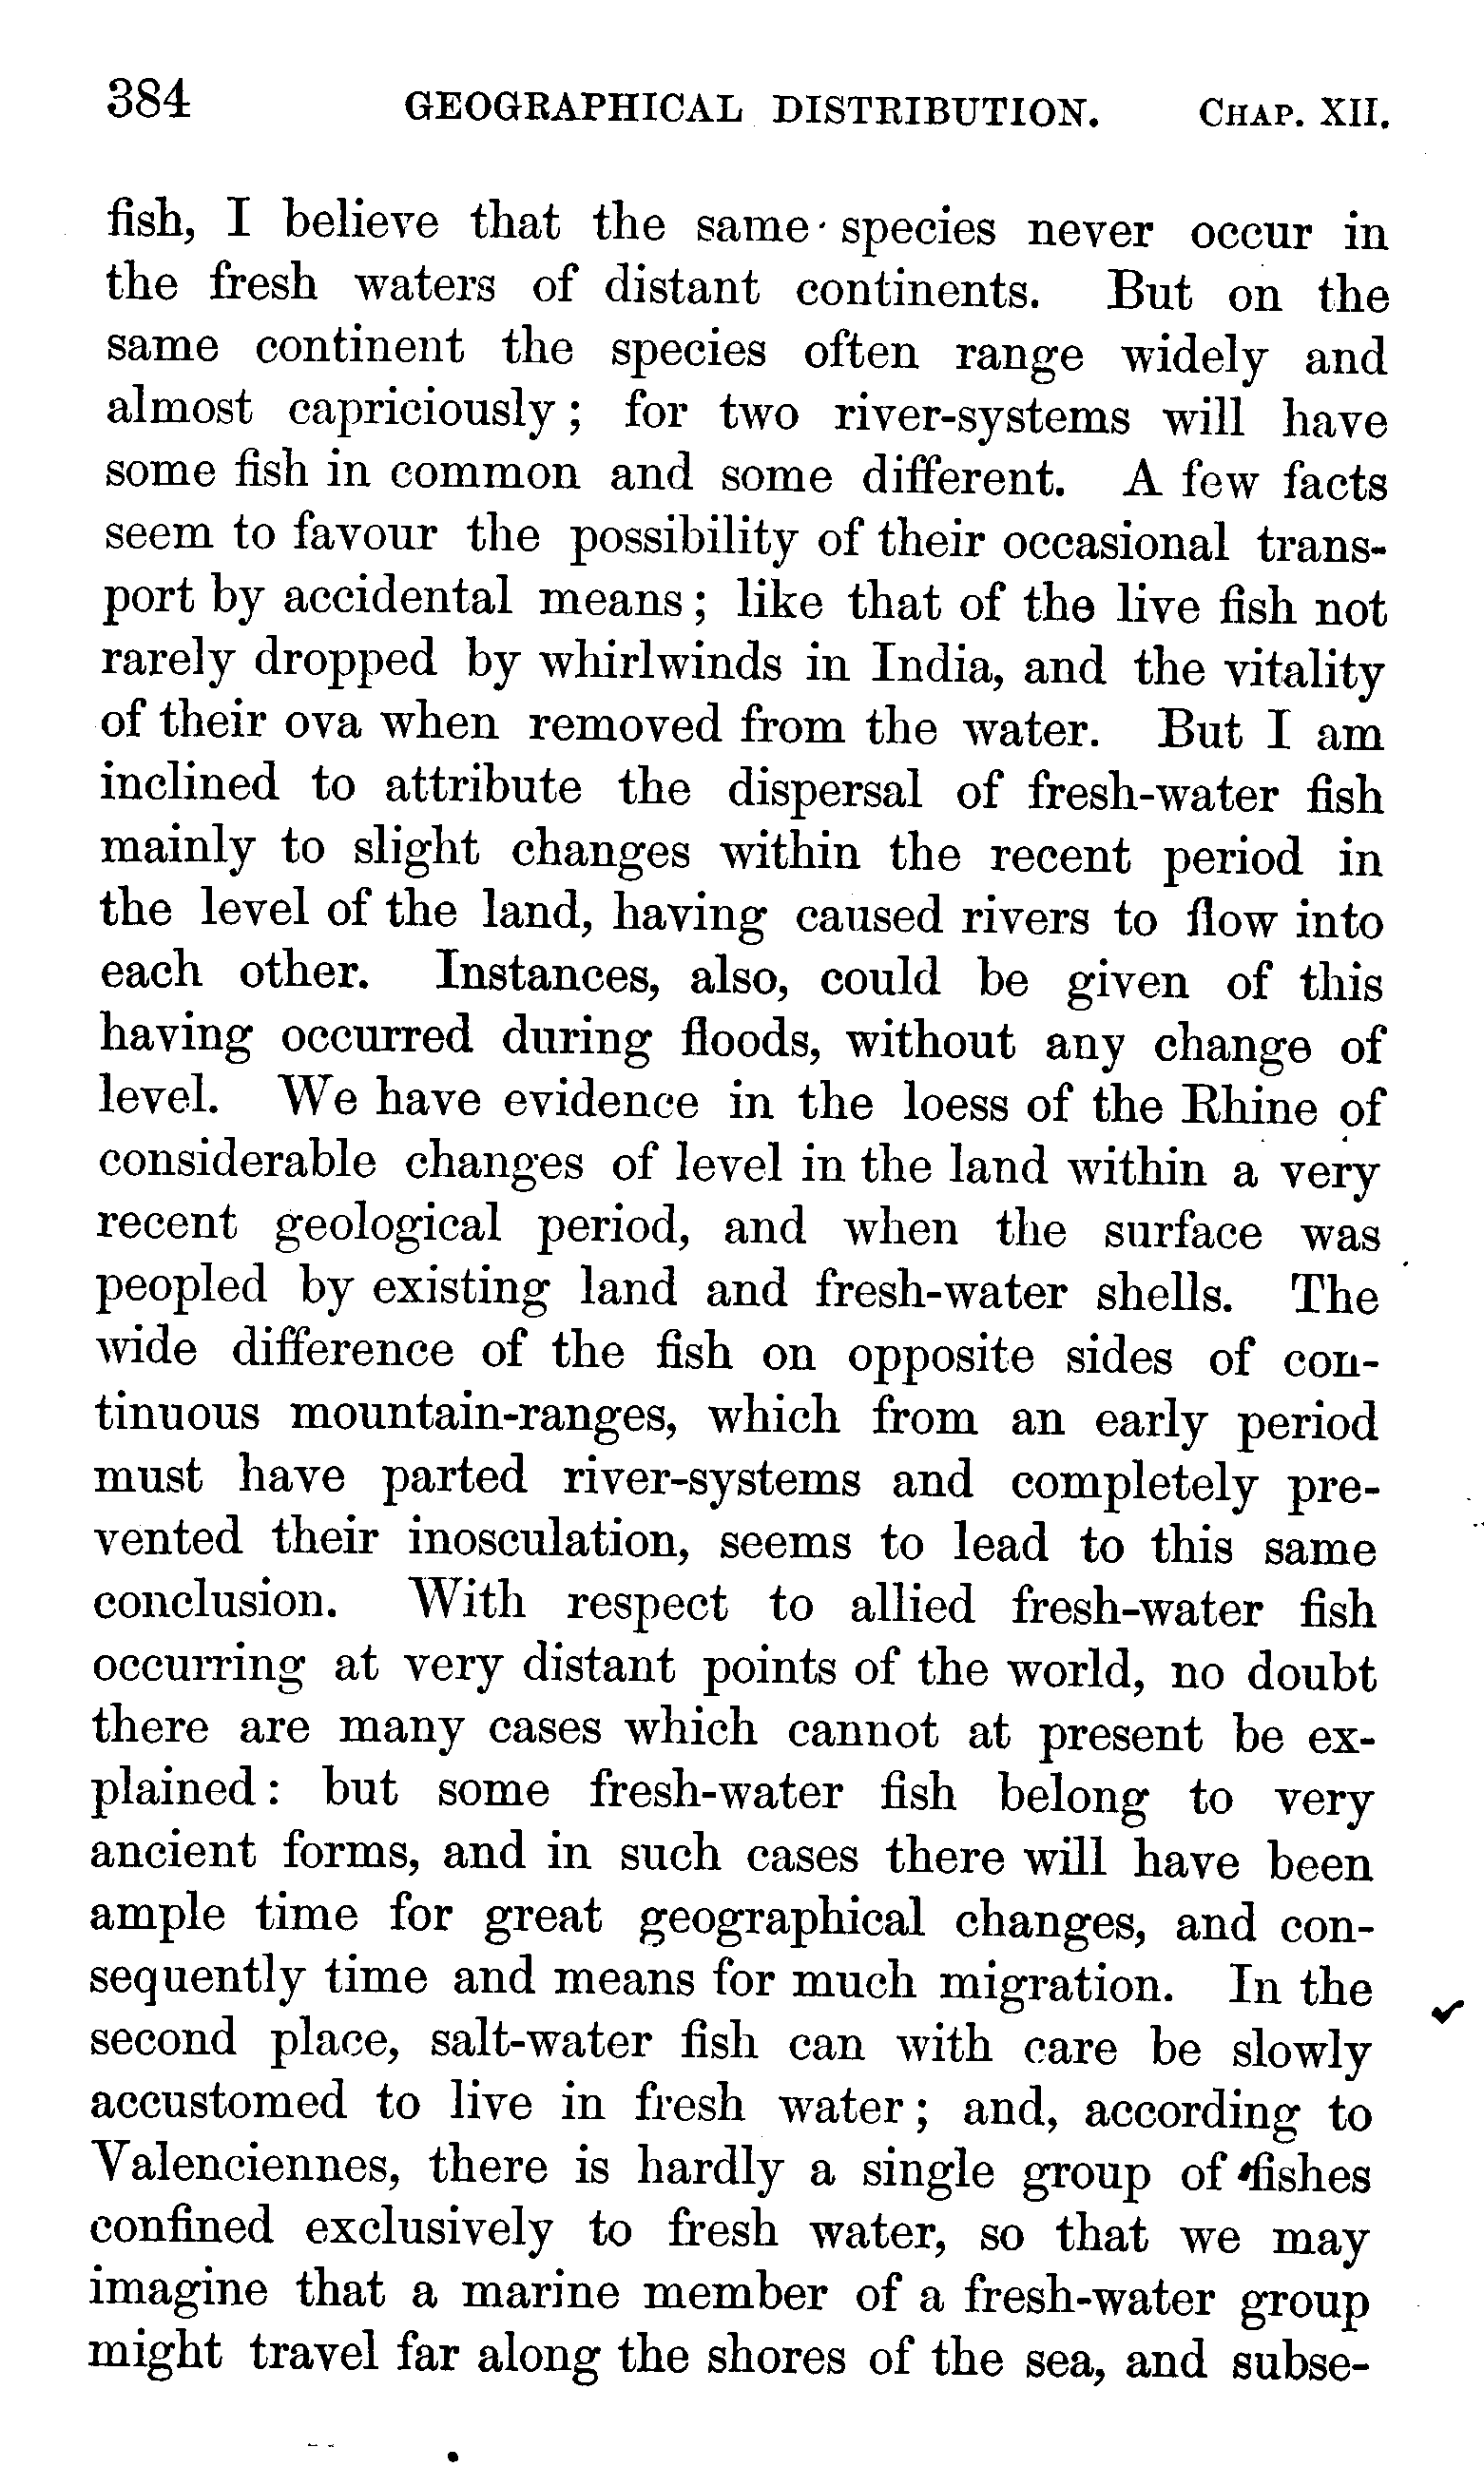 384 GEOGRAPHICAL DISTRIBUTION. CHAP. XII.
fish, I believe that the same species never occur in
the fresh waters of distant continents. But on the
same continent the species often range widely and
almost capriciously; for two river-systems will have
some fish in common and some different. A few facts
seem to favour the possibility of their occasional trans-
port by accidental means; like that of the live fish not
rarely dropped by whirlwinds in India, and the vitality
of their ova when removed from the water. But I am
inclined to attribute the dispersal of fresh-water fish
mainly to slight changes within the recent period in
the level of the land, having caused rivers to flow into
each other. Instances, also, could be given of this
having occurred during floods, without any change of
level. We have evidence in the loess of the Rhine of
considerable changes of level in the land within a very
recent geological period, and when the surface was
peopled by existing land and fresh-water shells. The
wide difference of the fish on opposite sides of con-
tinuous mountain-ranges, which from an early period
must have parted river-systems and completely pre-
vented their inosculation, seems to lead to this same
conclusion. With respect to allied fresh-water fish
occurring at very distant points of the world, no doubt
there are many cases which cannot at present be ex-
plained: but some fresh-water fish belong to very
ancient forms, and in such cases there will have been
ample time for great geographical changes, and con-
sequently time and means for much migration. In the
second place, salt-water fish can with care be slowly
accustomed to live in fresh water; and, according to
Valenciennes, there is hardly a single group of fishes
confined exclusively to fresh water, so that we may
imagine that a marine member of a fresh-water group
might travel far along the shores of the sea, and subse-